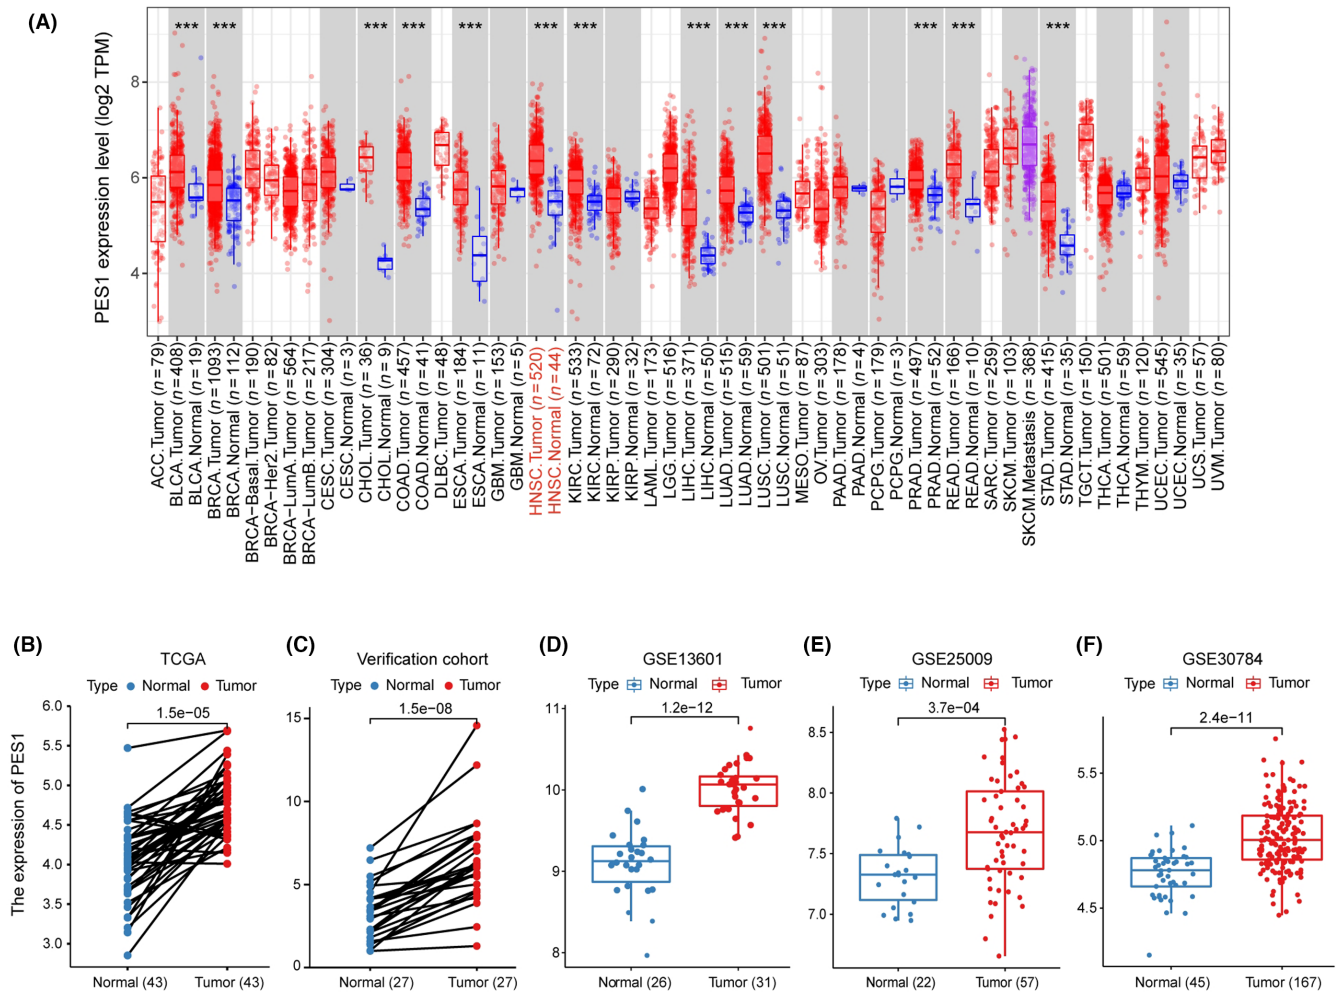 (A)
*** *** *** *** *** *** *** *** *** *** *** *** ***
PES1 expression level (log2 TPM)
8
6
4
ACC.Tumor (n = 79)
BLCA.Tumor (n = 408)
BLCA.Normal (n = 19)
BRCA.Tumor (n = 1093)
BRCA.Normal (n = 112)
BRCA−Basal.Tumor (n = 190)
BRCA−Her2.Tumor (n = 82)
BRCA−LumA.Tumor (n = 564)
BRCA−LumB.Tumor (n = 217)
CESC.Tumor (n = 304)
CESC.Normal (n = 3)
CHOL.Tumor (n = 36)
CHOL.Normal (n = 9)
COAD.Tumor (n = 457)
COAD.Normal (n = 41)
DLBC.Tumor (n = 48)
ESCA.Tumor (n = 184)
ESCA.Normal (n = 11)
GBM.Tumor (n = 153)
GBM.Normal (n = 5)
HNSC.Tumor (n = 520)
HNSC.Normal (n = 44)
KIRC.Tumor (n = 533)
KIRC.Normal (n = 72)
KIRP.Tumor (n = 290)
KIRP.Normal (n = 32)
LAML.Tumor (n = 173)
LGG.Tumor (n = 516)
LIHC.Tumor (n = 371)
LIHC.Normal (n = 50)
LUAD.Tumor (n = 515)
LUAD.Normal (n = 59)
LUSC.Tumor (n = 501)
LUSC.Normal (n = 51)
MESO.Tumor (n = 87)
OV.Tumor (n = 303)
PAAD.Tumor (n = 178)
PAAD.Normal (n = 4)
PCPG.Tumor (n = 179)
PCPG.Normal (n = 3)
PRAD.Tumor (n = 497)
PRAD.Normal (n = 52)
READ.Tumor (n = 166)
READ.Normal (n = 10)
SARC.Tumor (n = 259)
SKCM.Tumor (n = 103)
SKCM.Metastasis (n = 368)
STAD.Tumor (n = 415)
STAD.Normal (n = 35)
TGCT.Tumor (n = 150)
THCA.Tumor (n = 501)
THCA.Normal (n = 59)
THYM.Tumor (n = 120)
UCEC.Tumor (n = 545)
UCEC.Normal (n = 35)
UCS.Tumor (n = 57)
UVM.Tumor (n = 80)
(B)
TCGA
Type Normal Tumor
1.5e−05
The expression of PES1
6.0
5.5
5.0
4.5
4.0
3.5
3.0
Normal (43) Tumor (43)
(C)
Verification cohort
Type Normal Tumor
1.5e−08
15
10
5
0
Normal (27) Tumor (27)
(D)
GSE13601
Type Normal Tumor
1.2e−12
11
10
9
8
Normal (26) Tumor (31)
(E)
GSE25009
Type Normal Tumor
3.7e−04
8.5
8.0
7.5
7.0
Normal (22) Tumor (57)
(F)
GSE30784
Type Normal Tumor
2.4e−11
5.5
5.0
4.5
Normal (45) Tumor (167)